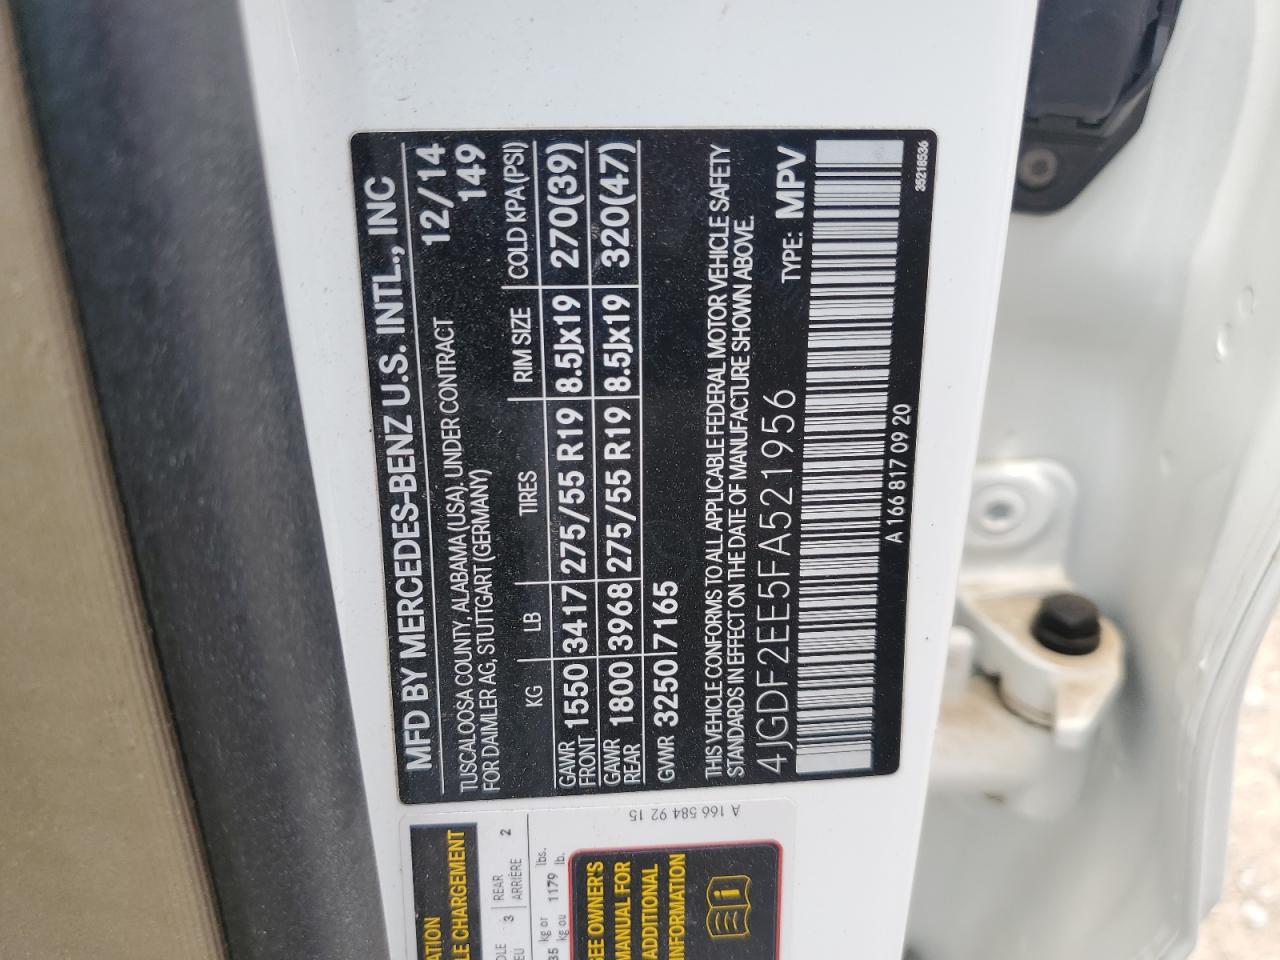 MFD BY MERCEDES-BENZ U.S. INTL., INC
TUSCALOOSA COUNTY, ALABAMA (USA), UNDER CONTRACT 12/14
FOR DAIMLER AG, STUTTGART (GERMANY) 149
KG LB TIRES RIM SIZE COLD KPA (PSI)
GAWR FRONT 1550 3417 275/55 R19 8.5Jx19 270(39)
GAWR REAR 1800 3968 275/55 R19 8.5Jx19 320(47)
GVWR 3250 7165
THIS VEHICLE CONFORMS TO ALL APPLICABLE FEDERAL MOTOR VEHICLE SAFETY
STANDARDS IN EFFECT ON THE DATE OF MANUFACTURE SHOWN ABOVE.
4JGDF2EE5FA521956 TYPE: MPV
A 166 817 09 20
35218536
A 166 584 92 15
LE CHARGEMENT
REAR 2
3 ARRIÈRE
kg or 1179 lbs.
kg ou lb.
SEE OWNER'S
MANUAL FOR
ADDITIONAL
INFORMATION